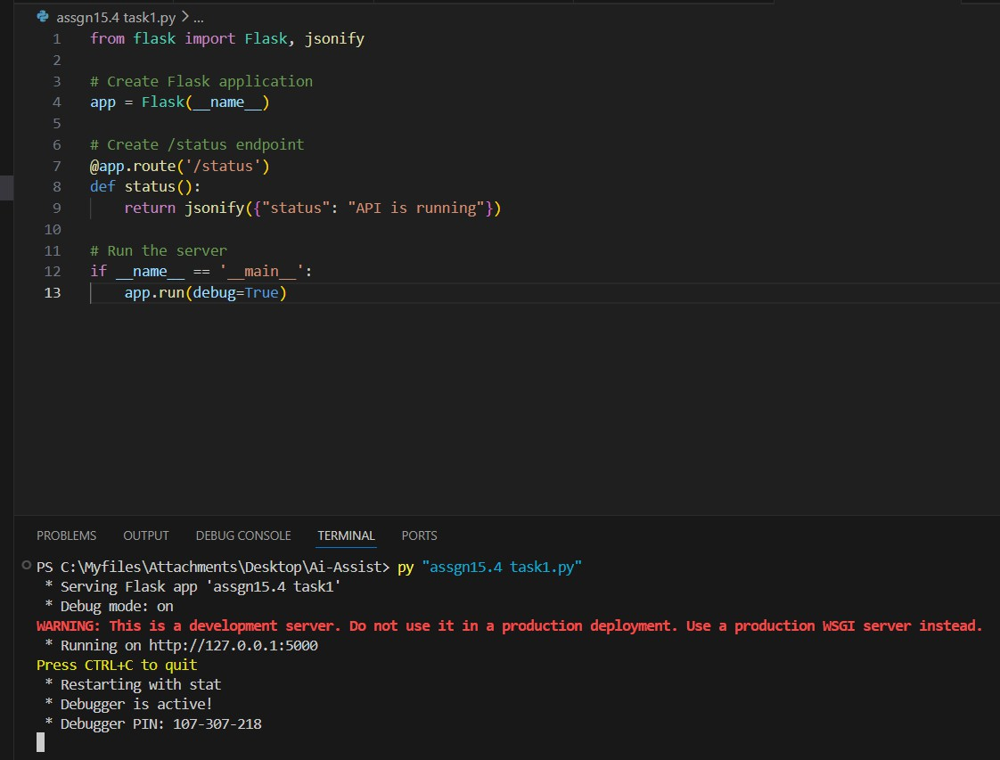 assgn15.4 task1.py > ...
1 from flask import Flask, jsonify
2
3 # Create Flask application
4 app = Flask(__name__)
5
6 # Create /status endpoint
7 @app.route('/status')
8 def status():
9     return jsonify({"status": "API is running"})
10
11 # Run the server
12 if __name__ == '__main__':
13     app.run(debug=True)
PROBLEMS OUTPUT DEBUG CONSOLE TERMINAL PORTS
PS C:\Myfiles\Attachments\Desktop\Ai-Assist> py "assgn15.4 task1.py"
 * Serving Flask app 'assgn15.4 task1'
 * Debug mode: on
WARNING: This is a development server. Do not use it in a production deployment. Use a production WSGI server instead.
 * Running on http://127.0.0.1:5000
Press CTRL+C to quit
 * Restarting with stat
 * Debugger is active!
 * Debugger PIN: 107-307-218